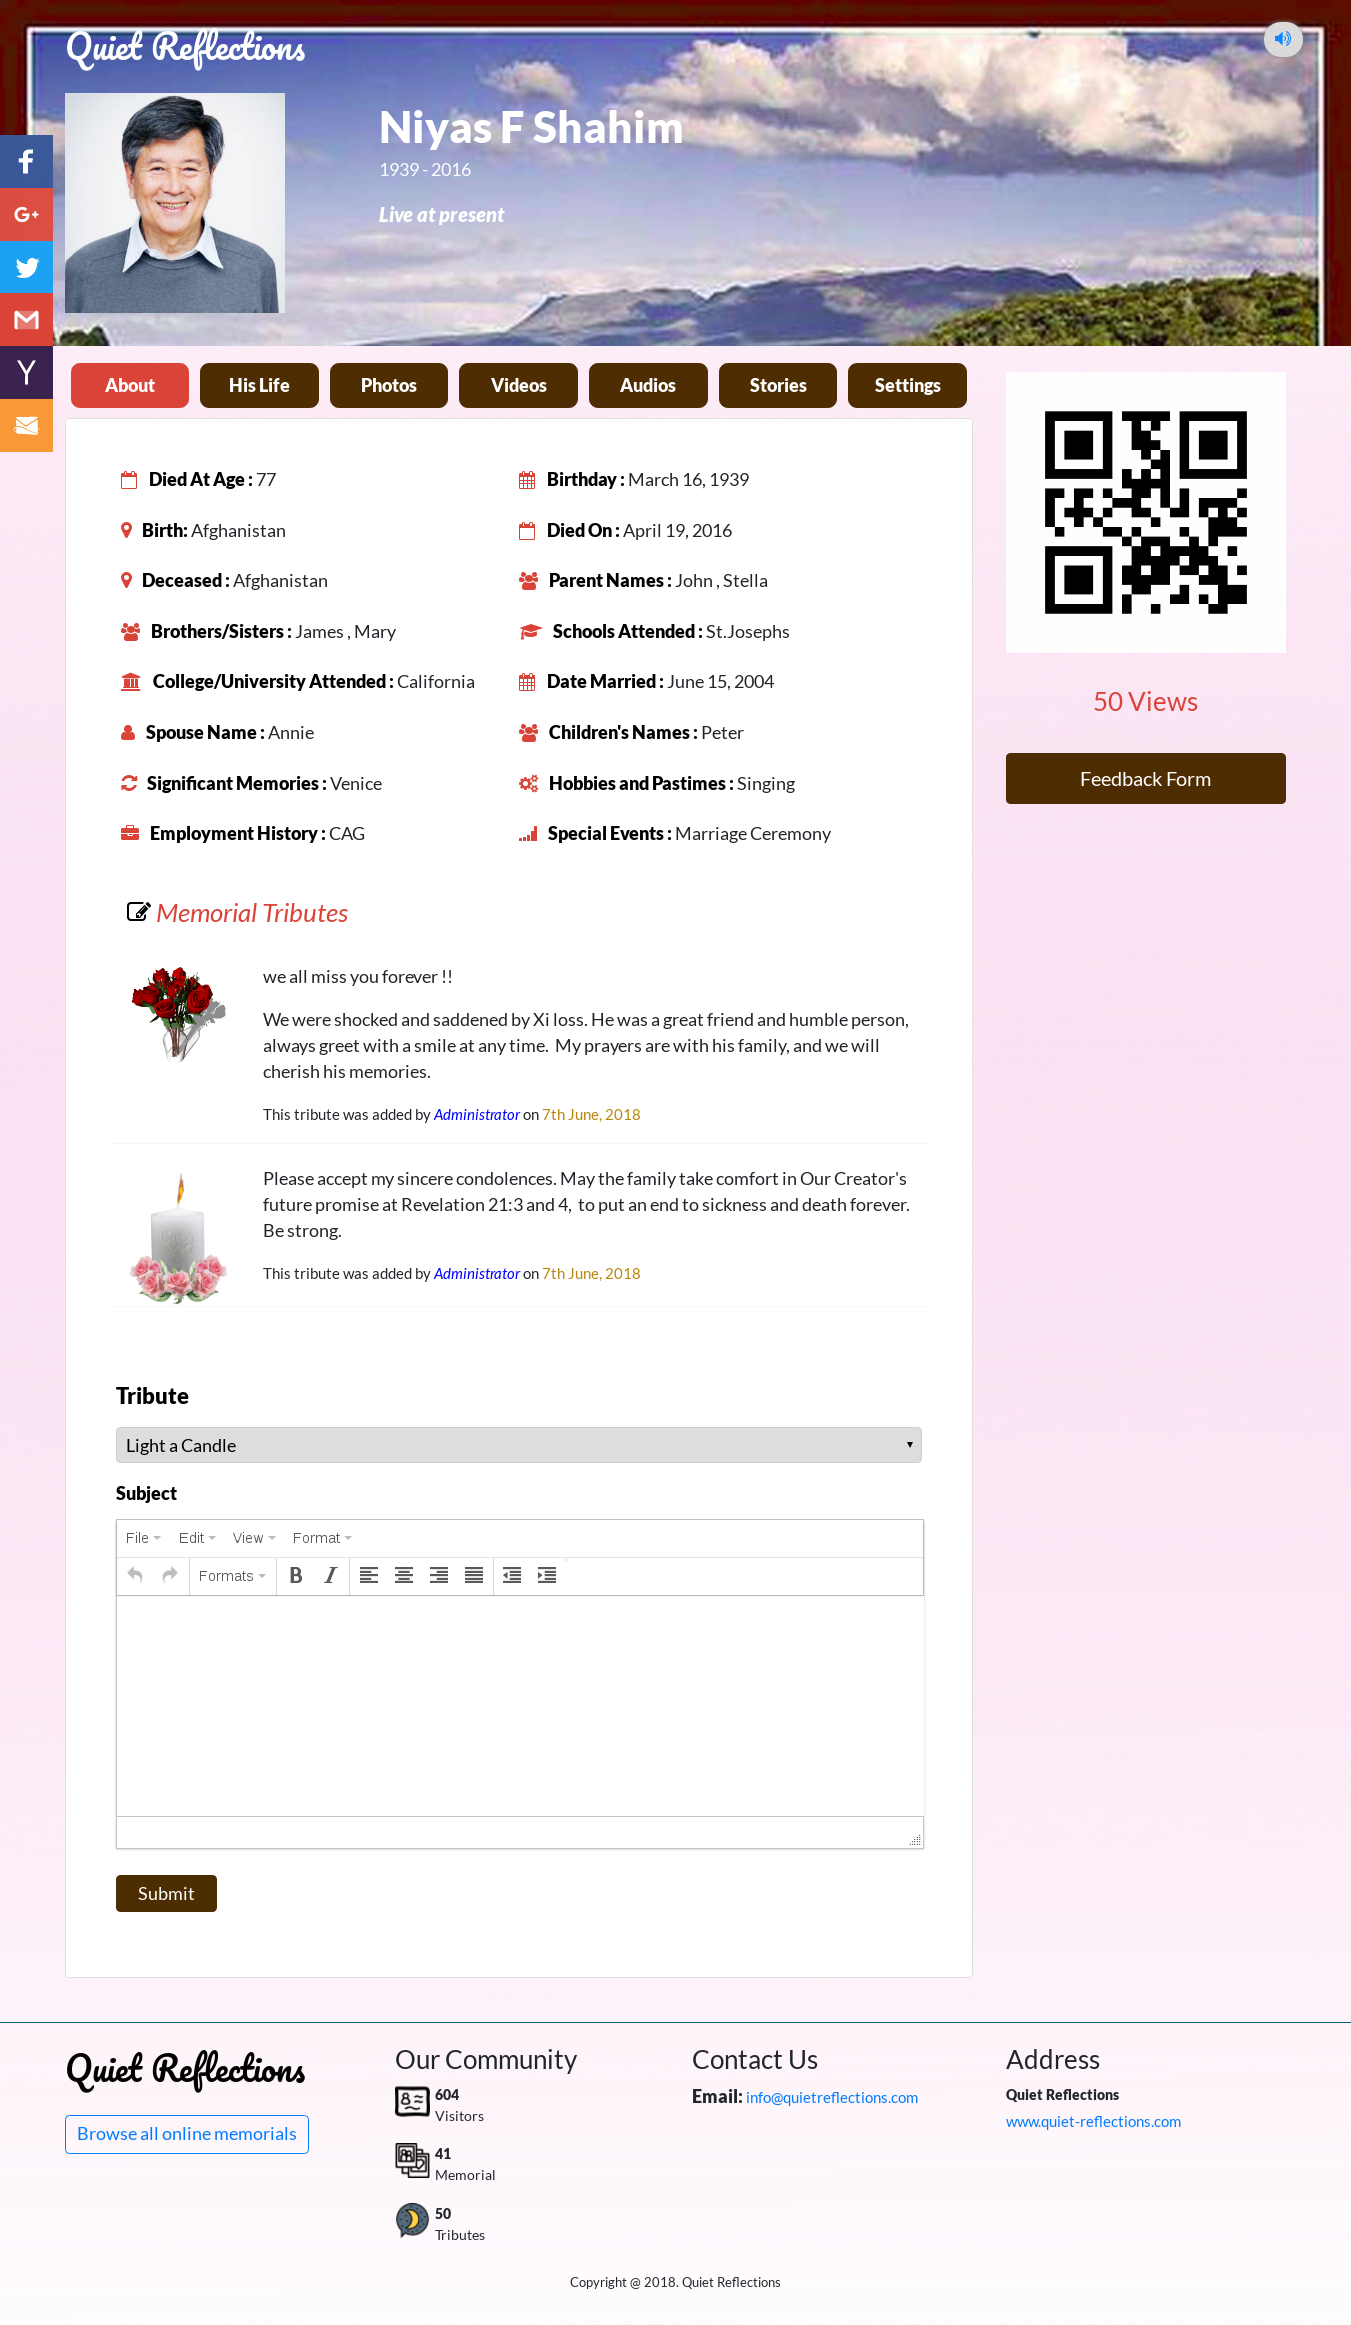 Quiet Reflections
Niyas F Shahim
1939 - 2016
Live at present
About
His Life
Photos
Videos
Audios
Stories
Settings
Died At Age : 77
Birthday : March 16, 1939
Birth: Afghanistan
Died On : April 19, 2016
Deceased : Afghanistan
Parent Names : John , Stella
Brothers/Sisters : James , Mary
Schools Attended : St.Josephs
College/University Attended : California
Date Married : June 15, 2004
Spouse Name : Annie
Children's Names : Peter
Significant Memories : Venice
Hobbies and Pastimes : Singing
Employment History : CAG
Special Events : Marriage Ceremony
50 Views
Feedback Form
Memorial Tributes
we all miss you forever !!
We were shocked and saddened by Xi loss. He was a great friend and humble person,
always greet with a smile at any time.  My prayers are with his family, and we will
cherish his memories.
This tribute was added by Administrator on 7th June, 2018
Please accept my sincere condolences. May the family take comfort in Our Creator's
future promise at Revelation 21:3 and 4,  to put an end to sickness and death forever.
Be strong.
This tribute was added by Administrator on 7th June, 2018
Tribute
Light a Candle
Subject
File Edit View Format
Formats B I
Submit
Quiet Reflections
Browse all online memorials
Our Community
604
Visitors
41
Memorial
50
Tributes
Contact Us
Email: info@quietreflections.com
Address
Quiet Reflections
www.quiet-reflections.com
Copyright @ 2018. Quiet Reflections